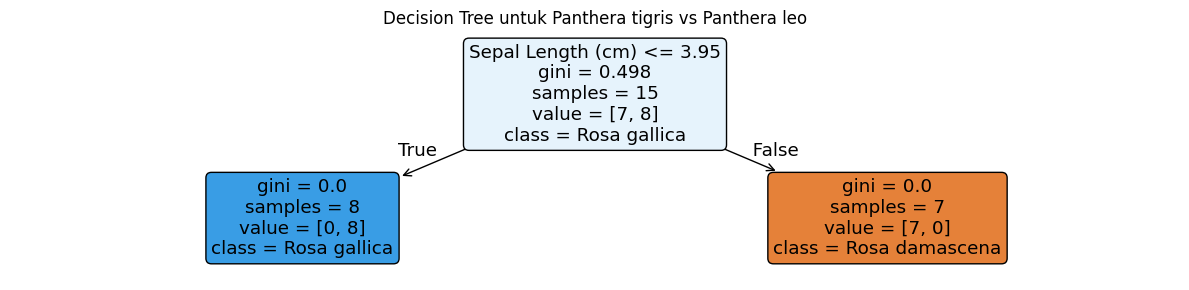 Decision Tree untuk Panthera tigris vs Panthera leo
Sepal Length (cm) <= 3.95
gini = 0.498
samples = 15
value = [7, 8]
class = Rosa gallica
True
False
gini = 0.0
samples = 8
value = [0, 8]
class = Rosa gallica
gini = 0.0
samples = 7
value = [7, 0]
class = Rosa damascena